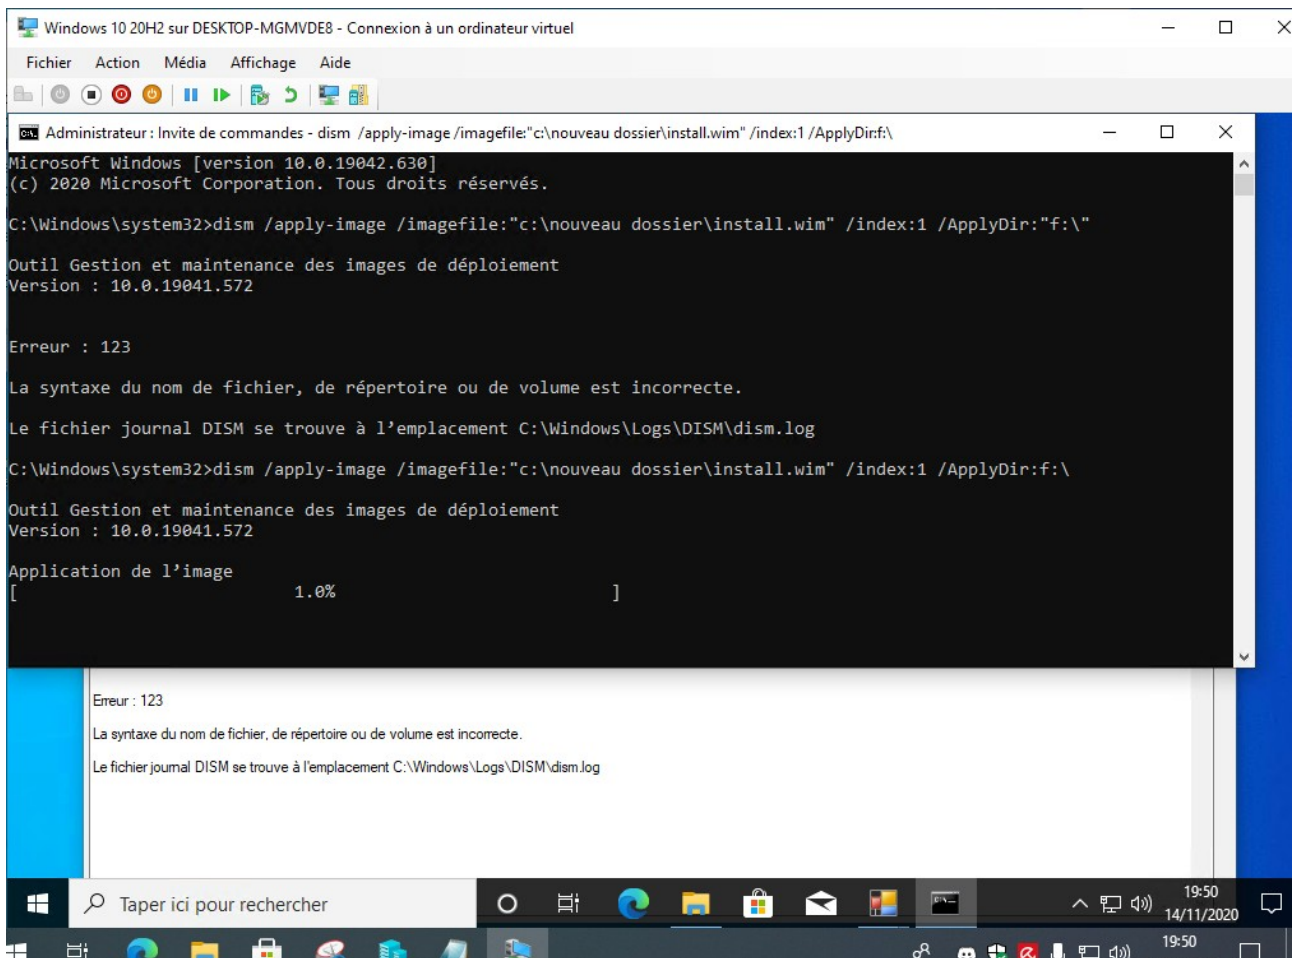 Windows 10 20H2 sur DESKTOP-MGMVDE8 - Connexion à un ordinateur virtuel
Fichier Action Média Affichage Aide
Administrateur : Invite de commandes - dism /apply-image /imagefile:"c:\nouveau dossier\install.wim" /index:1 /ApplyDir:f:\
Microsoft Windows [version 10.0.19042.630]
(c) 2020 Microsoft Corporation. Tous droits réservés.
C:\Windows\system32>dism /apply-image /imagefile:"c:\nouveau dossier\install.wim" /index:1 /ApplyDir:"f:\"
Outil Gestion et maintenance des images de déploiement
Version : 10.0.19041.572
Erreur : 123
La syntaxe du nom de fichier, de répertoire ou de volume est incorrecte.
Le fichier journal DISM se trouve à l’emplacement C:\Windows\Logs\DISM\dism.log
C:\Windows\system32>dism /apply-image /imagefile:"c:\nouveau dossier\install.wim" /index:1 /ApplyDir:f:\
Outil Gestion et maintenance des images de déploiement
Version : 10.0.19041.572
Application de l’image
[ 1.0% ]
Erreur : 123
La syntaxe du nom de fichier, de répertoire ou de volume est incorrecte.
Le fichier journal DISM se trouve à l'emplacement C:\Windows\Logs\DISM\dism.log
Taper ici pour rechercher
19:50
14/11/2020
19:50